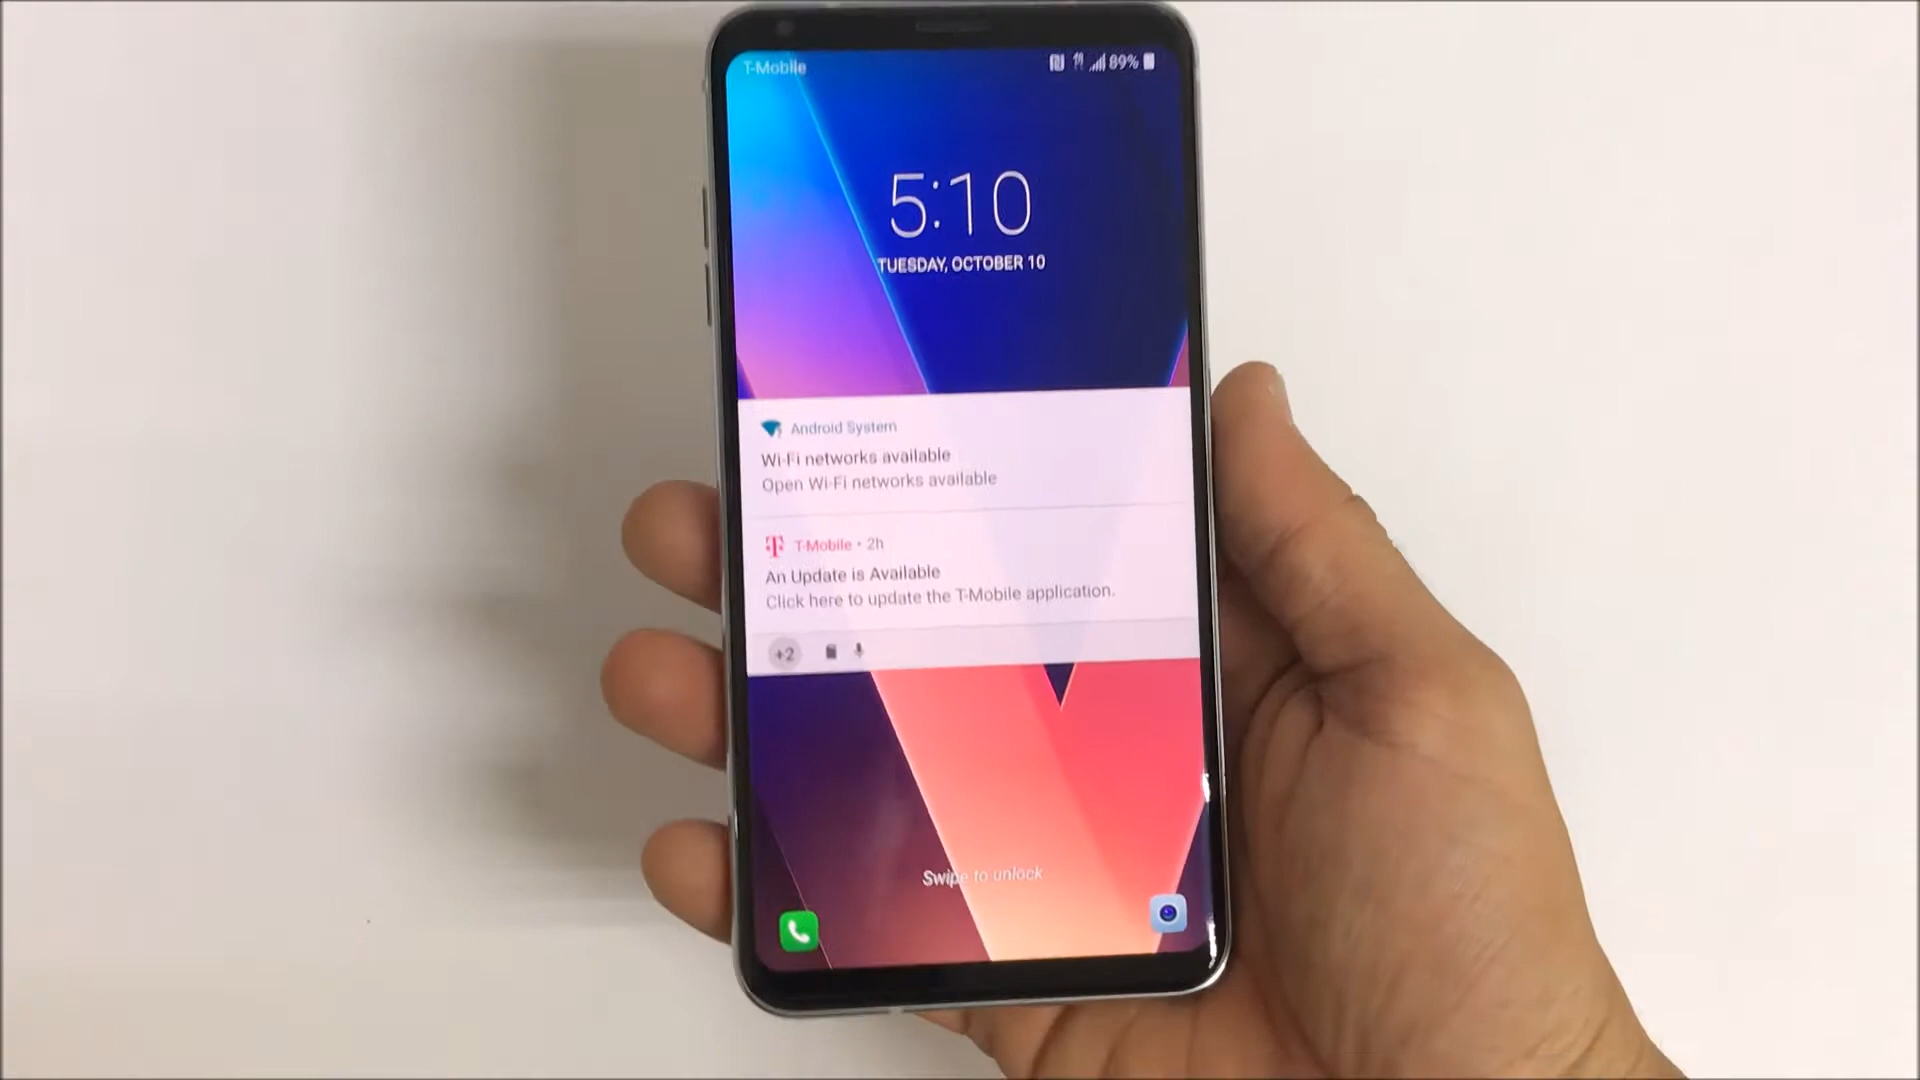 T-Mobile 89%
5:10
TUESDAY, OCTOBER 10
Android System
Wi-Fi networks available
Open Wi-Fi networks available
T T-Mobile • 2h
An Update is Available
Click here to update the T-Mobile application.
+2
Swipe to unlock